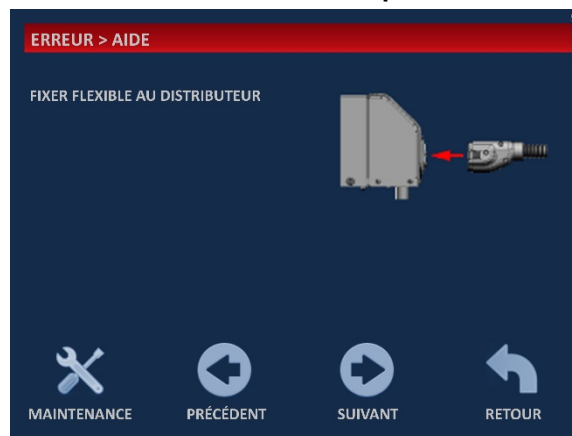 ERREUR > AIDE
FIXER FLEXIBLE AU DISTRIBUTEUR
MAINTENANCE
PRÉCÉDENT
SUIVANT
RETOUR